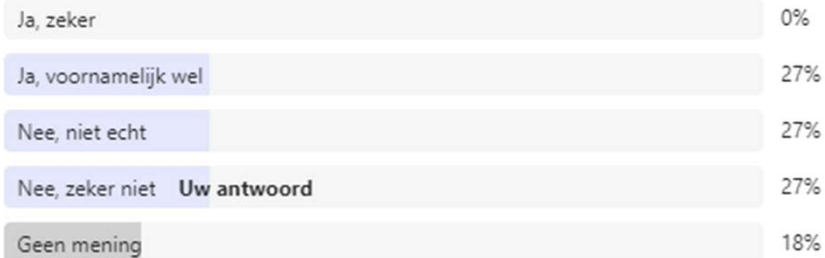 Ja, zeker 0%
Ja, voornamelijk wel 27%
Nee, niet echt 27%
Nee, zeker niet Uw antwoord 27%
Geen mening 18%